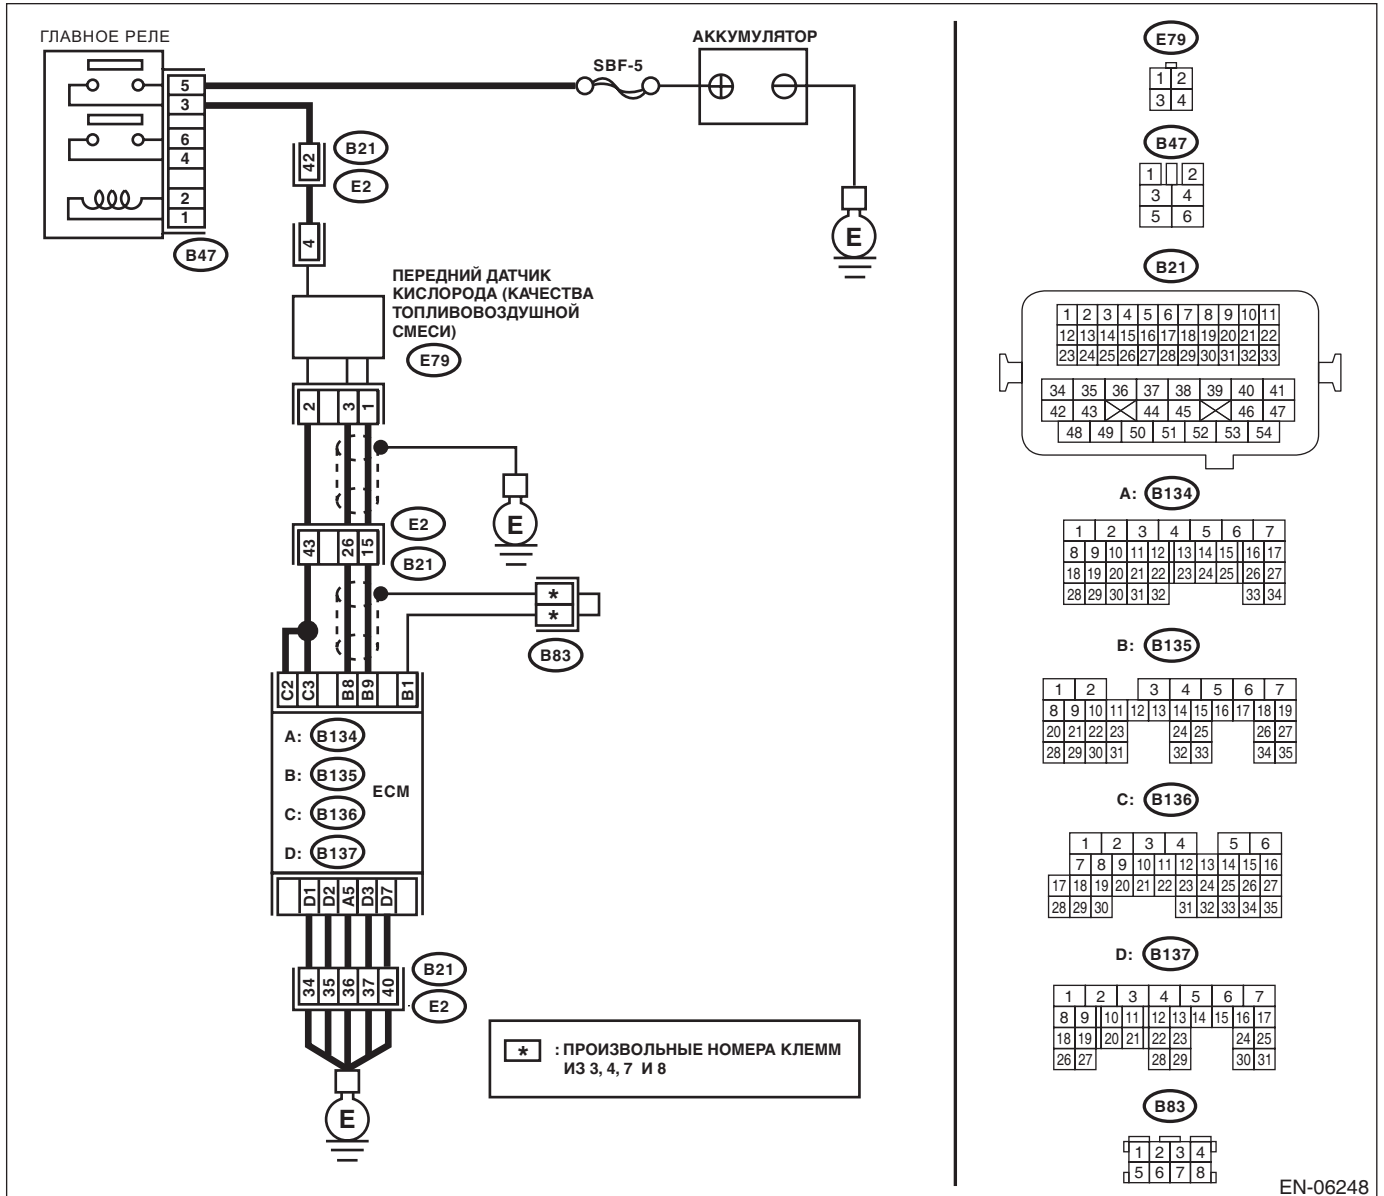 ГЛАВНОЕ РЕЛЕ
5
3
6
4
2
1
B47
SBF-5
АККУМУЛЯТОР
E
42
B21
E2
4
ПЕРЕДНИЙ ДАТЧИК
КИСЛОРОДА (КАЧЕСТВА
ТОПЛИВОВОЗДУШНОЙ
СМЕСИ)
E79
2 3 1
E
43 26 15
E2
B21
*
*
B83
C2 C3 B8 B9 B1
A: B134
B: B135
C: B136
D: B137
ECM
D1 D2 A5 D3 D7
34 35 36 37 40
B21
E2
E
* : ПРОИЗВОЛЬНЫЕ НОМЕРА КЛЕММ
ИЗ 3, 4, 7 И 8
E79
1 2
3 4
B47
1 2
3 4
5 6
B21
1 2 3 4 5 6 7 8 9 10 11
12 13 14 15 16 17 18 19 20 21 22
23 24 25 26 27 28 29 30 31 32 33
34 35 36 37 38 39 40 41
42 43 44 45 46 47
48 49 50 51 52 53 54
A: B134
1 2 3 4 5 6 7
8 9 10 11 12 13 14 15 16 17
18 19 20 21 22 23 24 25 26 27
28 29 30 31 32 33 34
B: B135
1 2 3 4 5 6 7
8 9 10 11 12 13 14 15 16 17 18 19
20 21 22 23 24 25 26 27
28 29 30 31 32 33 34 35
C: B136
1 2 3 4 5 6
7 8 9 10 11 12 13 14 15 16
17 18 19 20 21 22 23 24 25 26 27
28 29 30 31 32 33 34 35
D: B137
1 2 3 4 5 6 7
8 9 10 11 12 13 14 15 16 17
18 19 20 21 22 23 24 25
26 27 28 29 30 31
B83
1 2 3 4
5 6 7 8
EN-06248